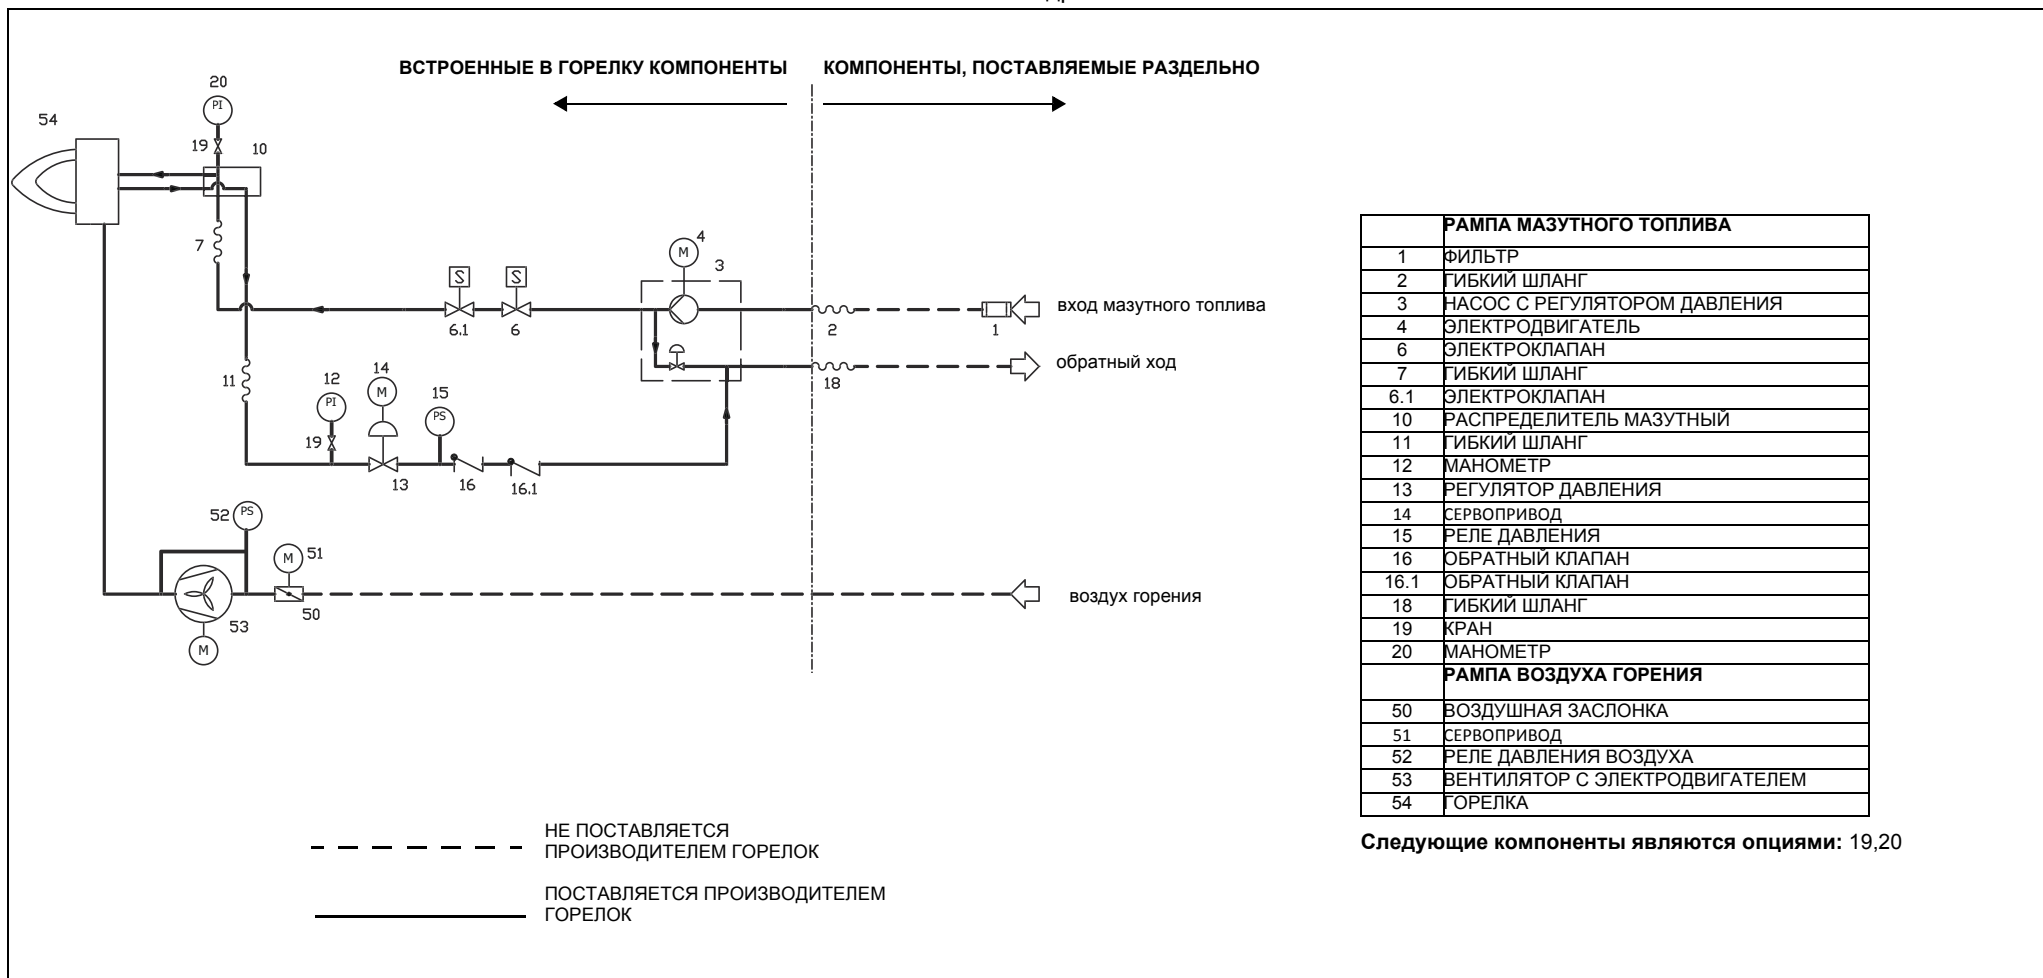 ВСТРОЕННЫЕ В ГОРЕЛКУ КОМПОНЕНТЫ
КОМПОНЕНТЫ, ПОСТАВЛЯЕМЫЕ РАЗДЕЛЬНО
20
PI
54
19
10
7
4
M
3
S
S
6.1
6
2
1
вход мазутного топлива
обратный ход
18
11
12
PI
14
M
15
PS
19
13
16
16.1
52
PS
M
51
50
53
M
воздух горения
НЕ ПОСТАВЛЯЕТСЯ
ПРОИЗВОДИТЕЛЕМ ГОРЕЛОК
ПОСТАВЛЯЕТСЯ ПРОИЗВОДИТЕЛЕМ
ГОРЕЛОК
РАМПА МАЗУТНОГО ТОПЛИВА
1 ФИЛЬТР
2 ГИБКИЙ ШЛАНГ
3 НАСОС С РЕГУЛЯТОРОМ ДАВЛЕНИЯ
4 ЭЛЕКТРОДВИГАТЕЛЬ
6 ЭЛЕКТРОКЛАПАН
7 ГИБКИЙ ШЛАНГ
6.1 ЭЛЕКТРОКЛАПАН
10 РАСПРЕДЕЛИТЕЛЬ МАЗУТНЫЙ
11 ГИБКИЙ ШЛАНГ
12 МАНОМЕТР
13 РЕГУЛЯТОР ДАВЛЕНИЯ
14 СЕРВОПРИВОД
15 РЕЛЕ ДАВЛЕНИЯ
16 ОБРАТНЫЙ КЛАПАН
16.1 ОБРАТНЫЙ КЛАПАН
18 ГИБКИЙ ШЛАНГ
19 КРАН
20 МАНОМЕТР
РАМПА ВОЗДУХА ГОРЕНИЯ
50 ВОЗДУШНАЯ ЗАСЛОНКА
51 СЕРВОПРИВОД
52 РЕЛЕ ДАВЛЕНИЯ ВОЗДУХА
53 ВЕНТИЛЯТОР С ЭЛЕКТРОДВИГАТЕЛЕМ
54 ГОРЕЛКА
Следующие компоненты являются опциями: 19,20